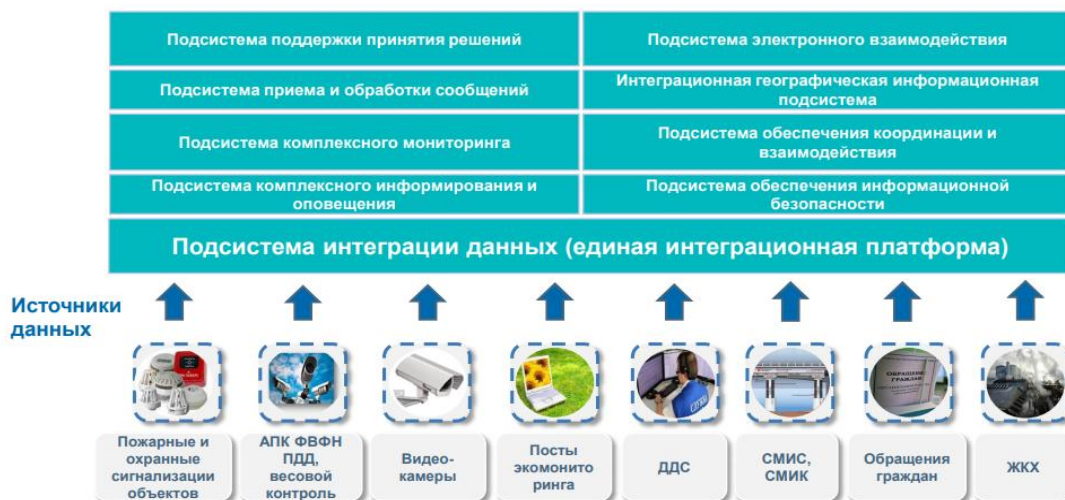 Подсистема поддержки принятия решений
Подсистема электронного взаимодействия
Подсистема приема и обработки сообщений
Интеграционная географическая информационная
подсистема
Подсистема комплексного мониторинга
Подсистема обеспечения координации и
взаимодействия
Подсистема комплексного информирования и
оповещения
Подсистема обеспечения информационной
безопасности
Подсистема интеграции данных (единая интеграционная платформа)
Источники
данных
ОБРАЩЕНИЯ
ГРАЖДАН
Пожарные и
охранные
сигнализации
объектов
АПК ФВФН
ПДД,
весовой
контроль
Видео-
камеры
Посты
экомонито
ринга
ДДС
СМИС,
СМИК
Обращения
граждан
ЖКХ